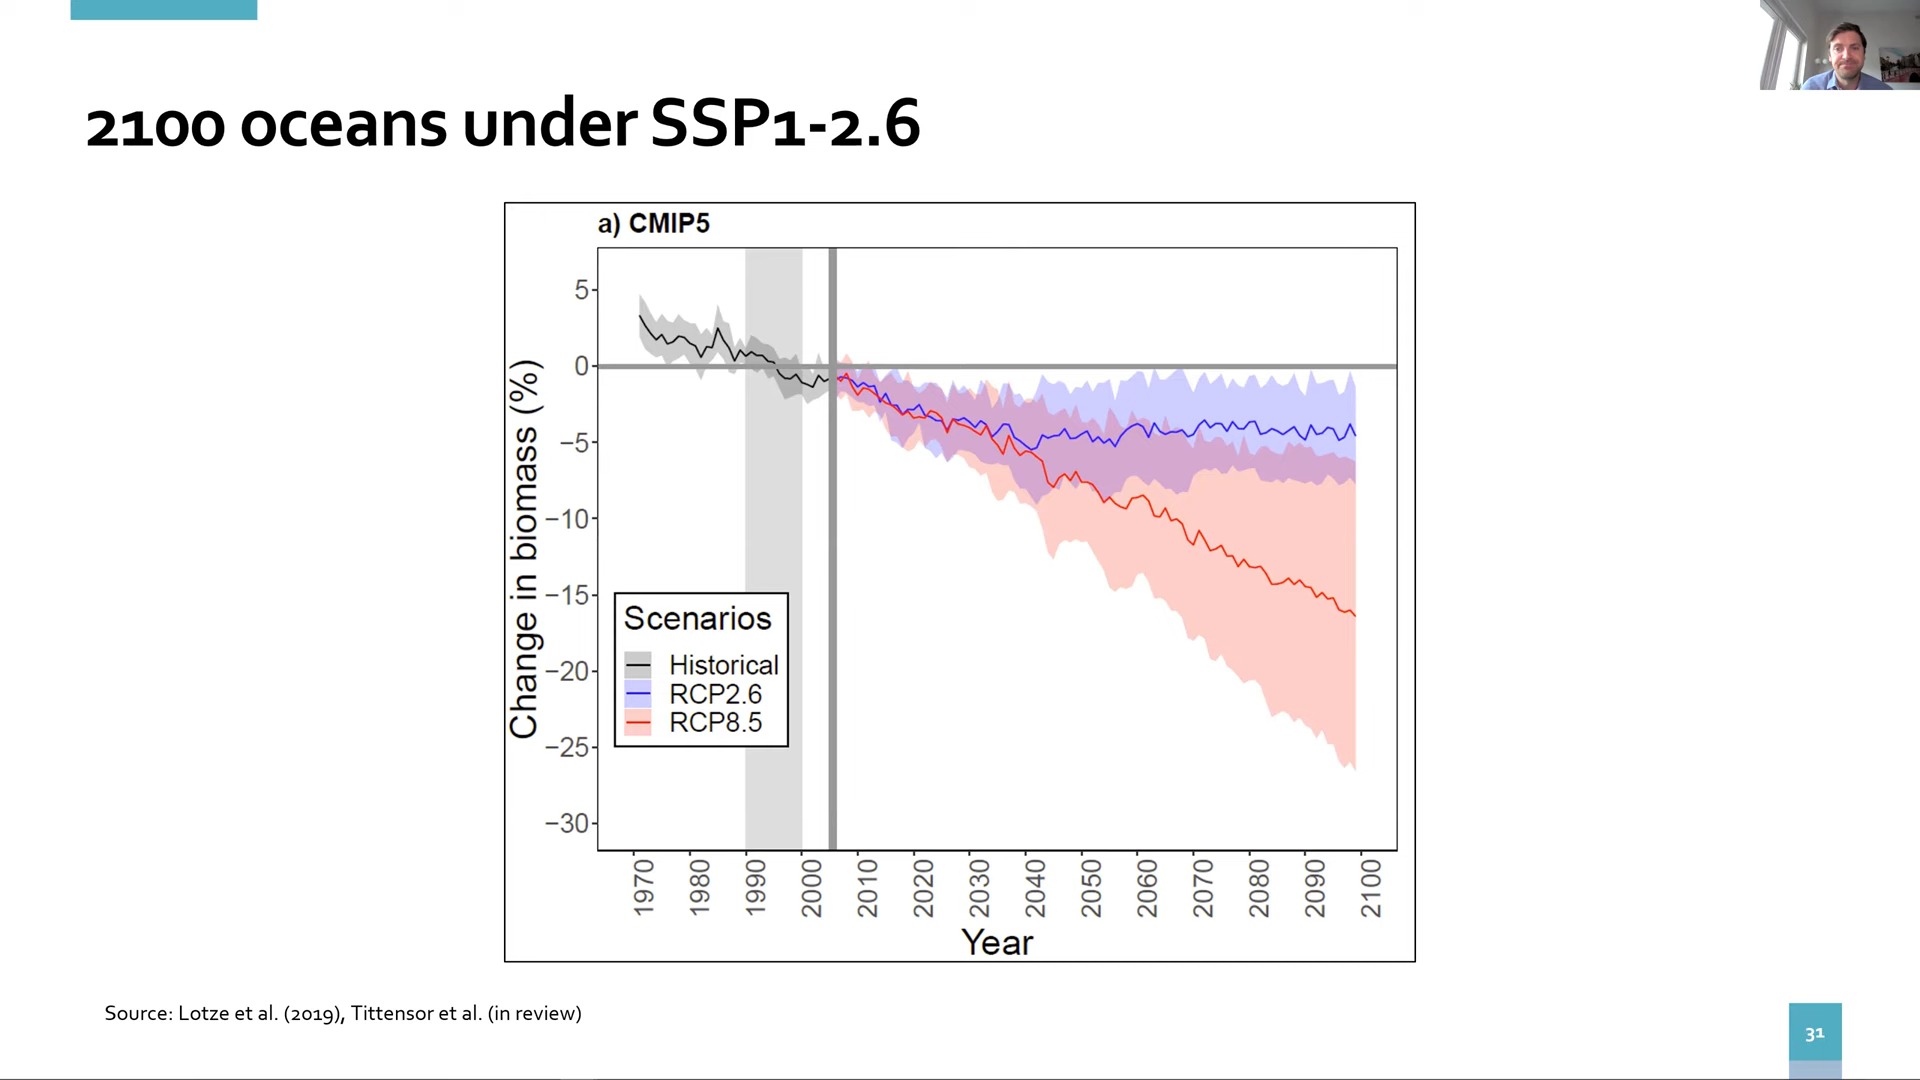 2100 oceans under SSP1-2.6
a) CMIP5
Change in biomass (%)
5
0
−5
−10
−15
−20
−25
−30
Scenarios
Historical
RCP2.6
RCP8.5
1970
1980
1990
2000
2010
2020
2030
2040
2050
2060
2070
2080
2090
2100
Year
Source: Lotze et al. (2019), Tittensor et al. (in review)
31